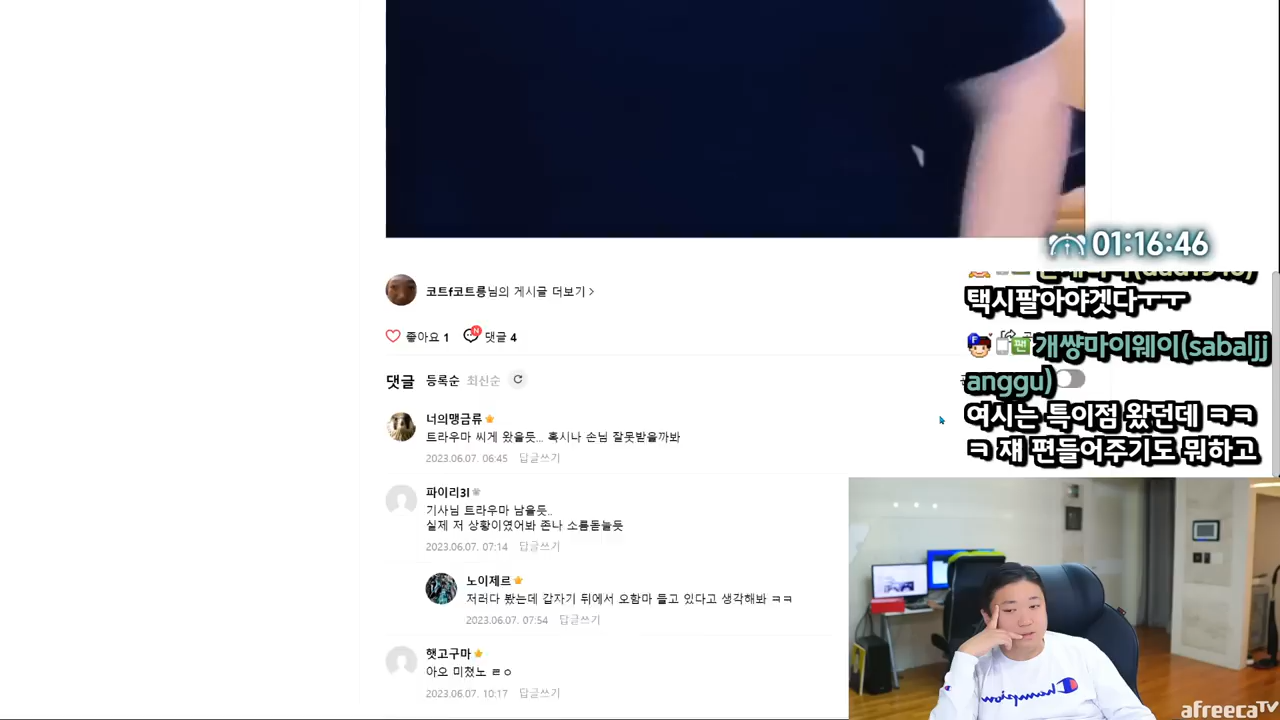 01:16:46
코트f코트릉님의 게시글 더보기 >
택시팔아야겟다ㅜㅜ
좋아요 1
N
댓글 4
F
팬
개썅마이웨이(sabaljj
anggu)
댓글 등록순 최신순
여시는 특이점 왔던데 ㅋㅋ
ㅋ 쟤 편들어주기도 뭐하고
너의맹금류
트라우마 씨게 왔을듯... 혹시나 손님 잘못받을까봐
2023.06.07. 06:45 답글쓰기
파이리3l
기사님 트라우마 남을듯..
실제 저 상황이였어봐 존나 소름돋눌듯
2023.06.07. 07:14 답글쓰기
노이제르
저러다 봤는데 갑자기 뒤에서 오함마 들고 있다고 생각해봐 ㅋㅋ
2023.06.07. 07:54 답글쓰기
햇고구마
아오 미쳤노 ㄹㅇ
2023.06.07. 10:17 답글쓰기
Champion
afreecaTV